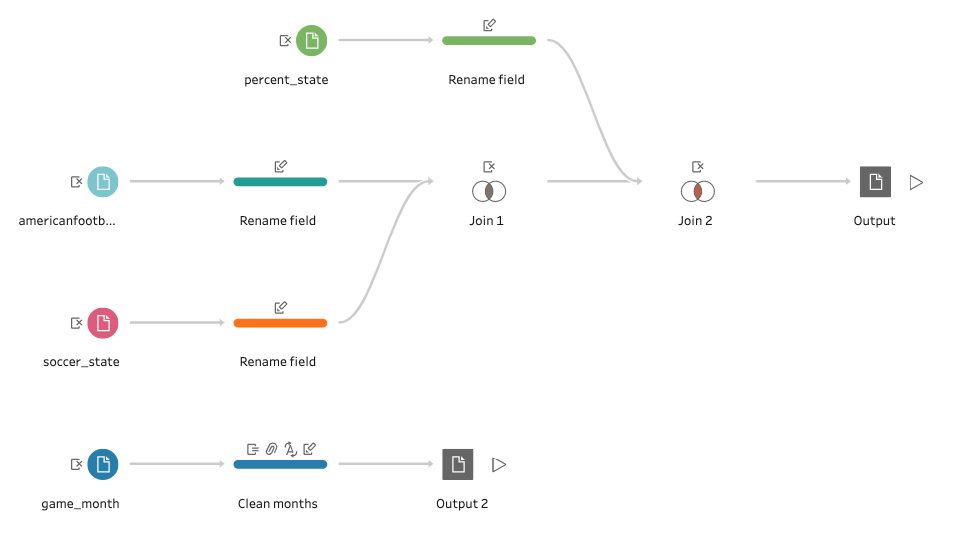 percent_state
Rename field
americanfootb...
Rename field
Join 1
Join 2
Output
soccer_state
Rename field
game_month
Clean months
Output 2